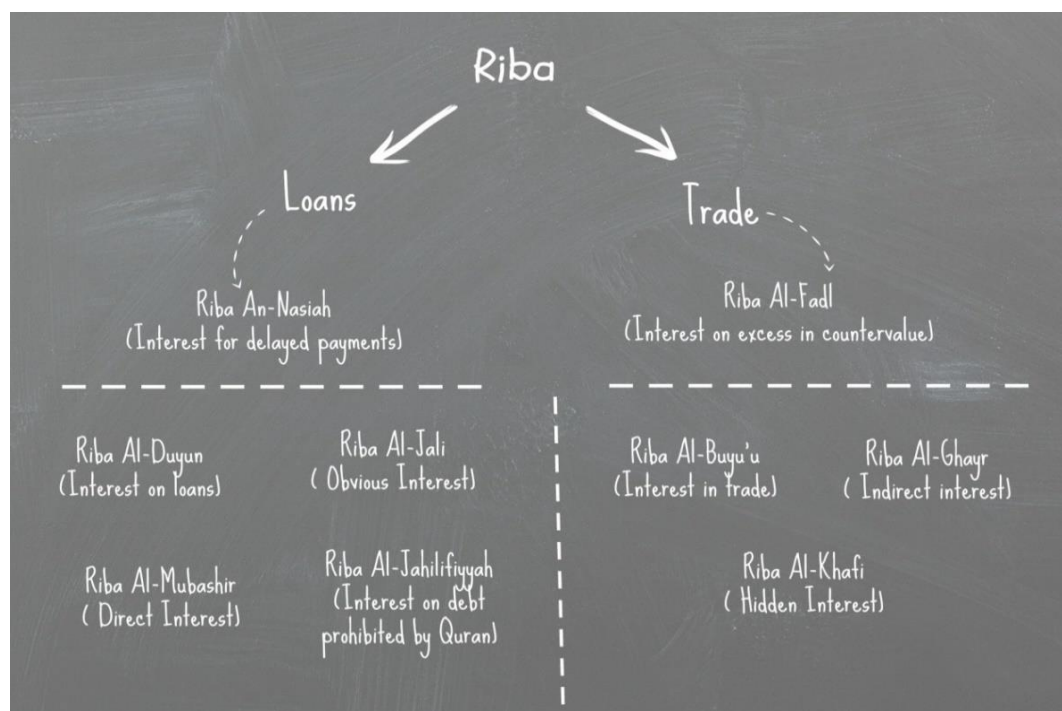 Riba
Loans
Trade
Riba An-Nasiah
(Interest for delayed payments)
Riba Al-Fadl
(Interest on excess in countervalue)
Riba Al-Duyun
(Interest on loans)
Riba Al-Jali
( Obvious Interest)
Riba Al-Mubashir
( Direct Interest)
Riba Al-Jahilifiyyah
(Interest on debt
prohibited by Quran)
Riba Al-Buyu'u
(Interest in trade)
Riba Al-Ghayr
( Indirect interest)
Riba Al-Khafi
( Hidden Interest)